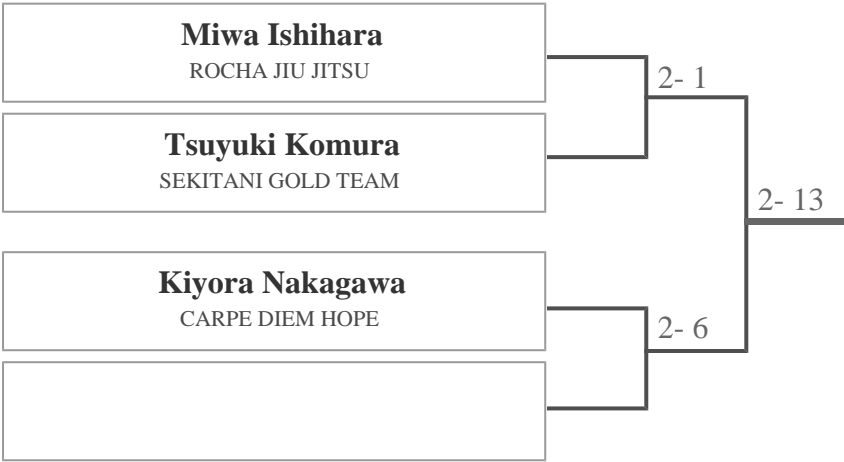 Miwa Ishihara
ROCHA JIU JITSU
2- 1
Tsuyuki Komura
SEKITANI GOLD TEAM
2- 13
Kiyora Nakagawa
CARPE DIEM HOPE
2- 6